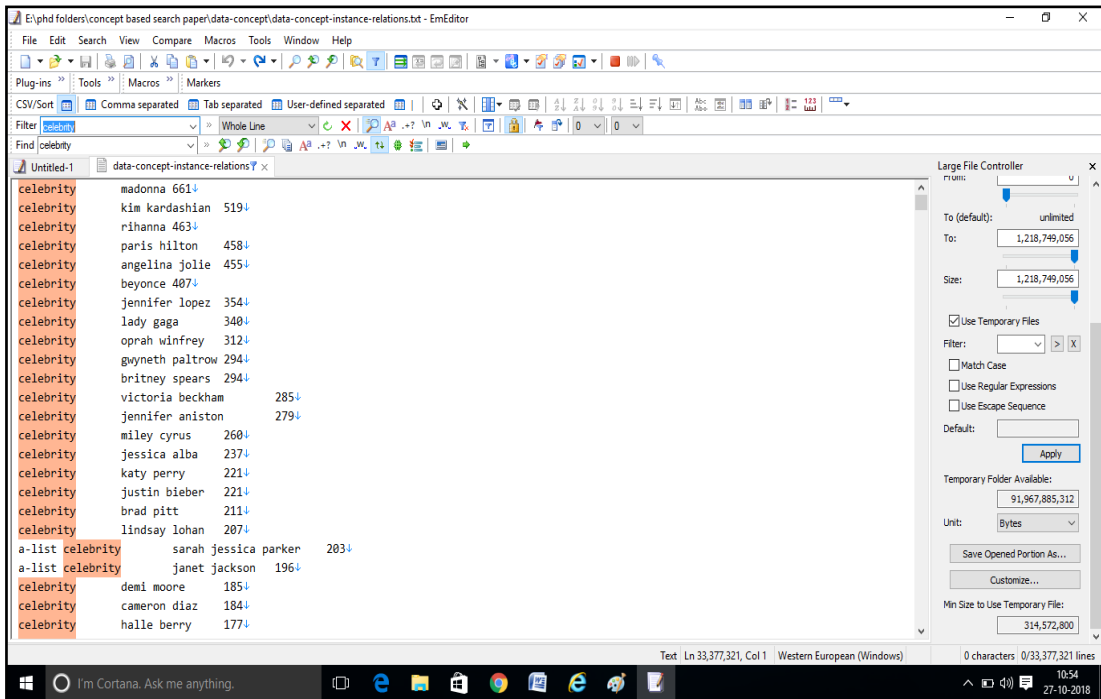 E:\phd folders\concept based search paper\data-concept\data-concept-instance-relations.txt - EmEditor
File Edit Search View Compare Macros Tools Window Help
Plug-ins » Tools » Macros » Markers
CSV/Sort Comma separated Tab separated User-defined separated
Filter celebrity » Whole Line 0 0
Find celebrity »
Untitled-1 data-concept-instance-relations
celebrity madonna 661↓
celebrity kim kardashian 519↓
celebrity rihanna 463↓
celebrity paris hilton 458↓
celebrity angelina jolie 455↓
celebrity beyonce 407↓
celebrity jennifer lopez 354↓
celebrity lady gaga 340↓
celebrity oprah winfrey 312↓
celebrity gwyneth paltrow 294↓
celebrity britney spears 294↓
celebrity victoria beckham 285↓
celebrity jennifer aniston 279↓
celebrity miley cyrus 260↓
celebrity jessica alba 237↓
celebrity katy perry 221↓
celebrity justin bieber 221↓
celebrity brad pitt 211↓
celebrity lindsay lohan 207↓
a-list celebrity sarah jessica parker 203↓
a-list celebrity janet jackson 196↓
celebrity demi moore 185↓
celebrity cameron diaz 184↓
celebrity halle berry 177↓
Large File Controller
From: 0
To (default): unlimited
To: 1,218,749,056
Size: 1,218,749,056
Use Temporary Files
Filter: > X
Match Case
Use Regular Expressions
Use Escape Sequence
Default:
Apply
Temporary Folder Available:
91,967,885,312
Unit: Bytes
Save Opened Portion As...
Customize...
Min Size to Use Temporary File:
314,572,800
Text Ln 33,377,321, Col 1 Western European (Windows) 0 characters 0/33,377,321 lines
I'm Cortana. Ask me anything.
10:54
27-10-2018